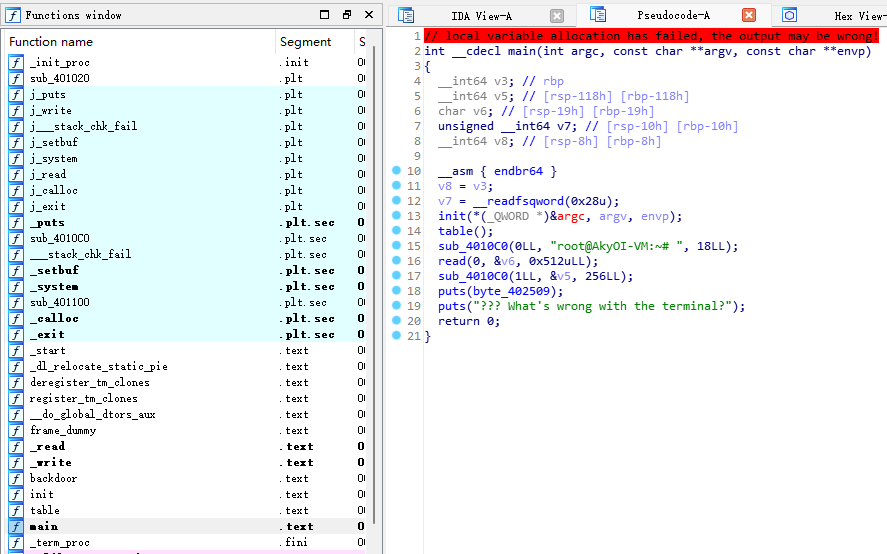 Functions window
Function name Segment S
_init_proc .init 0
sub_401020 .plt 0
j_puts .plt 0
j_write .plt 0
j___stack_chk_fail .plt 0
j_setbuf .plt 0
j_system .plt 0
j_read .plt 0
j_calloc .plt 0
j_exit .plt 0
_puts .plt.sec 0
sub_4010C0 .plt.sec 0
___stack_chk_fail .plt.sec 0
_setbuf .plt.sec 0
_system .plt.sec 0
sub_401100 .plt.sec 0
_calloc .plt.sec 0
_exit .plt.sec 0
_start .text 0
_dl_relocate_static_pie .text 0
deregister_tm_clones .text 0
register_tm_clones .text 0
__do_global_dtors_aux .text 0
frame_dummy .text 0
_read .text 0
_write .text 0
backdoor .text 0
init .text 0
table .text 0
main .text 0
_term_proc .fini 0
IDA View-A Pseudocode-A Hex View-
1 // local variable allocation has failed, the output may be wrong!
2 int __cdecl main(int argc, const char **argv, const char **envp)
3 {
4 __int64 v3; // rbp
5 __int64 v5; // [rsp-118h] [rbp-118h]
6 char v6; // [rsp-19h] [rbp-19h]
7 unsigned __int64 v7; // [rsp-10h] [rbp-10h]
8 __int64 v8; // [rsp-8h] [rbp-8h]
9
10 __asm { endbr64 }
11 v8 = v3;
12 v7 = __readfsqword(0x28u);
13 init(*(_QWORD *)&argc, argv, envp);
14 table();
15 sub_4010C0(0LL, "root@AkyOI-VM:~# ", 18LL);
16 read(0, &v6, 0x512uLL);
17 sub_4010C0(1LL, &v5, 256LL);
18 puts(byte_402509);
19 puts("??? What's wrong with the terminal?");
20 return 0;
21 }